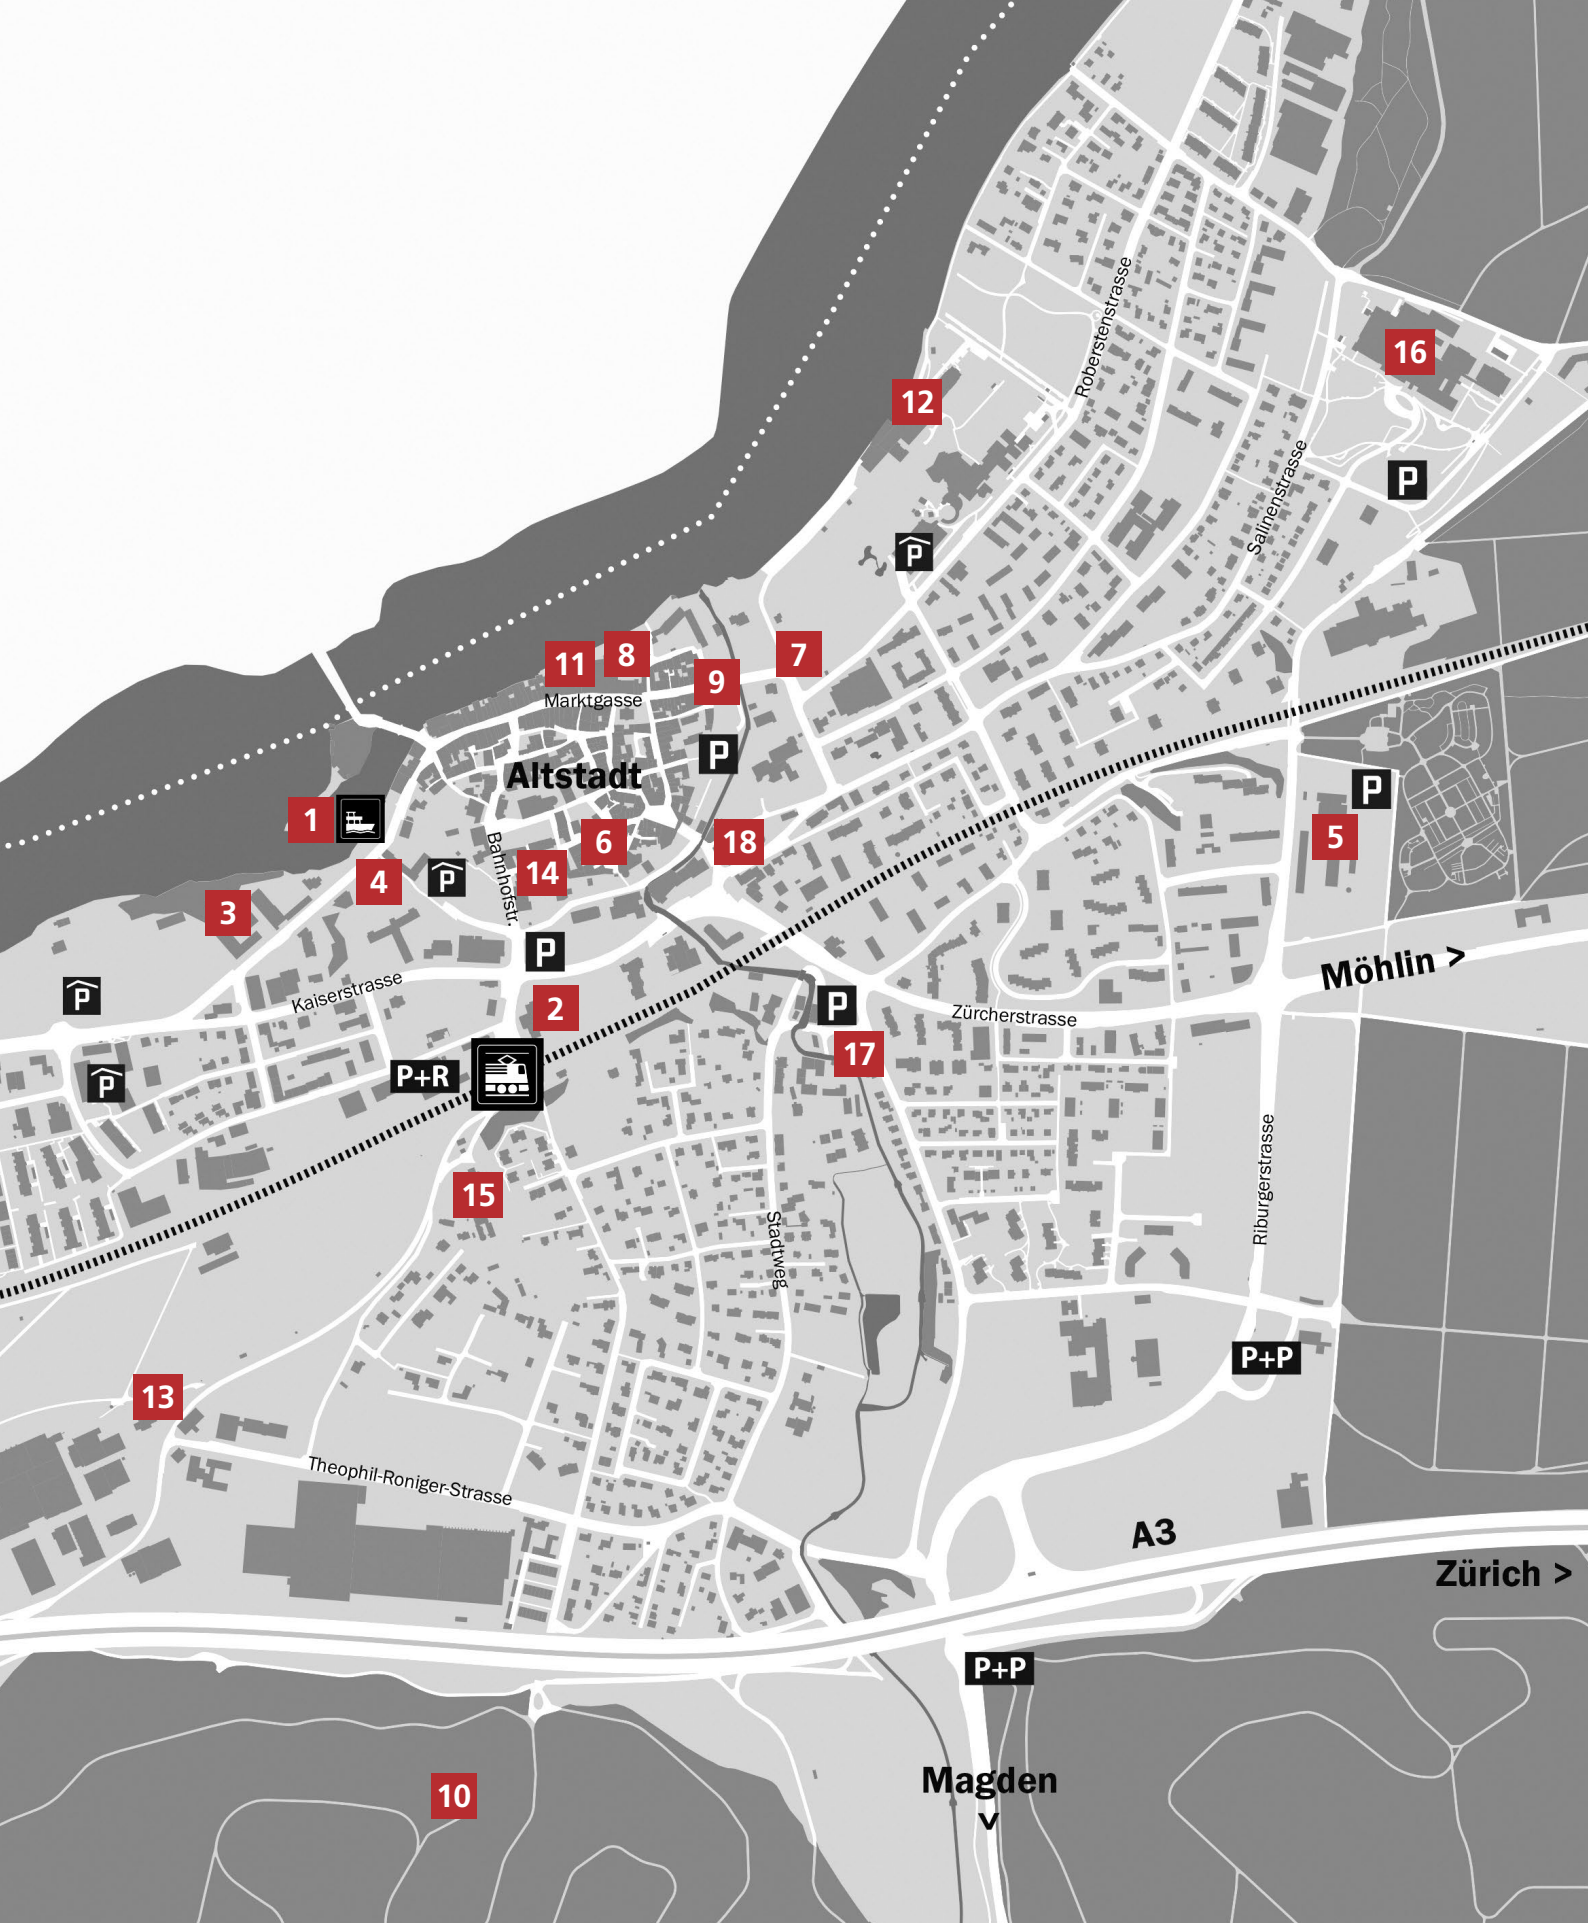 Roberstenstrasse
16
12
Salinenstrasse
P
P
11
8
7
9
Marktgasse
P
Altstadt
P
1
5
Bahnhofstr.
6
18
14
4
P
3
P
Möhlin >
Kaiserstrasse
P
2
P
Zürcherstrasse
17
P+R
P
15
Stadtweg
Riburgerstrasse
P+P
13
Theophil-Roniger-Strasse
A3
Zürich >
P+P
Magden
>
10